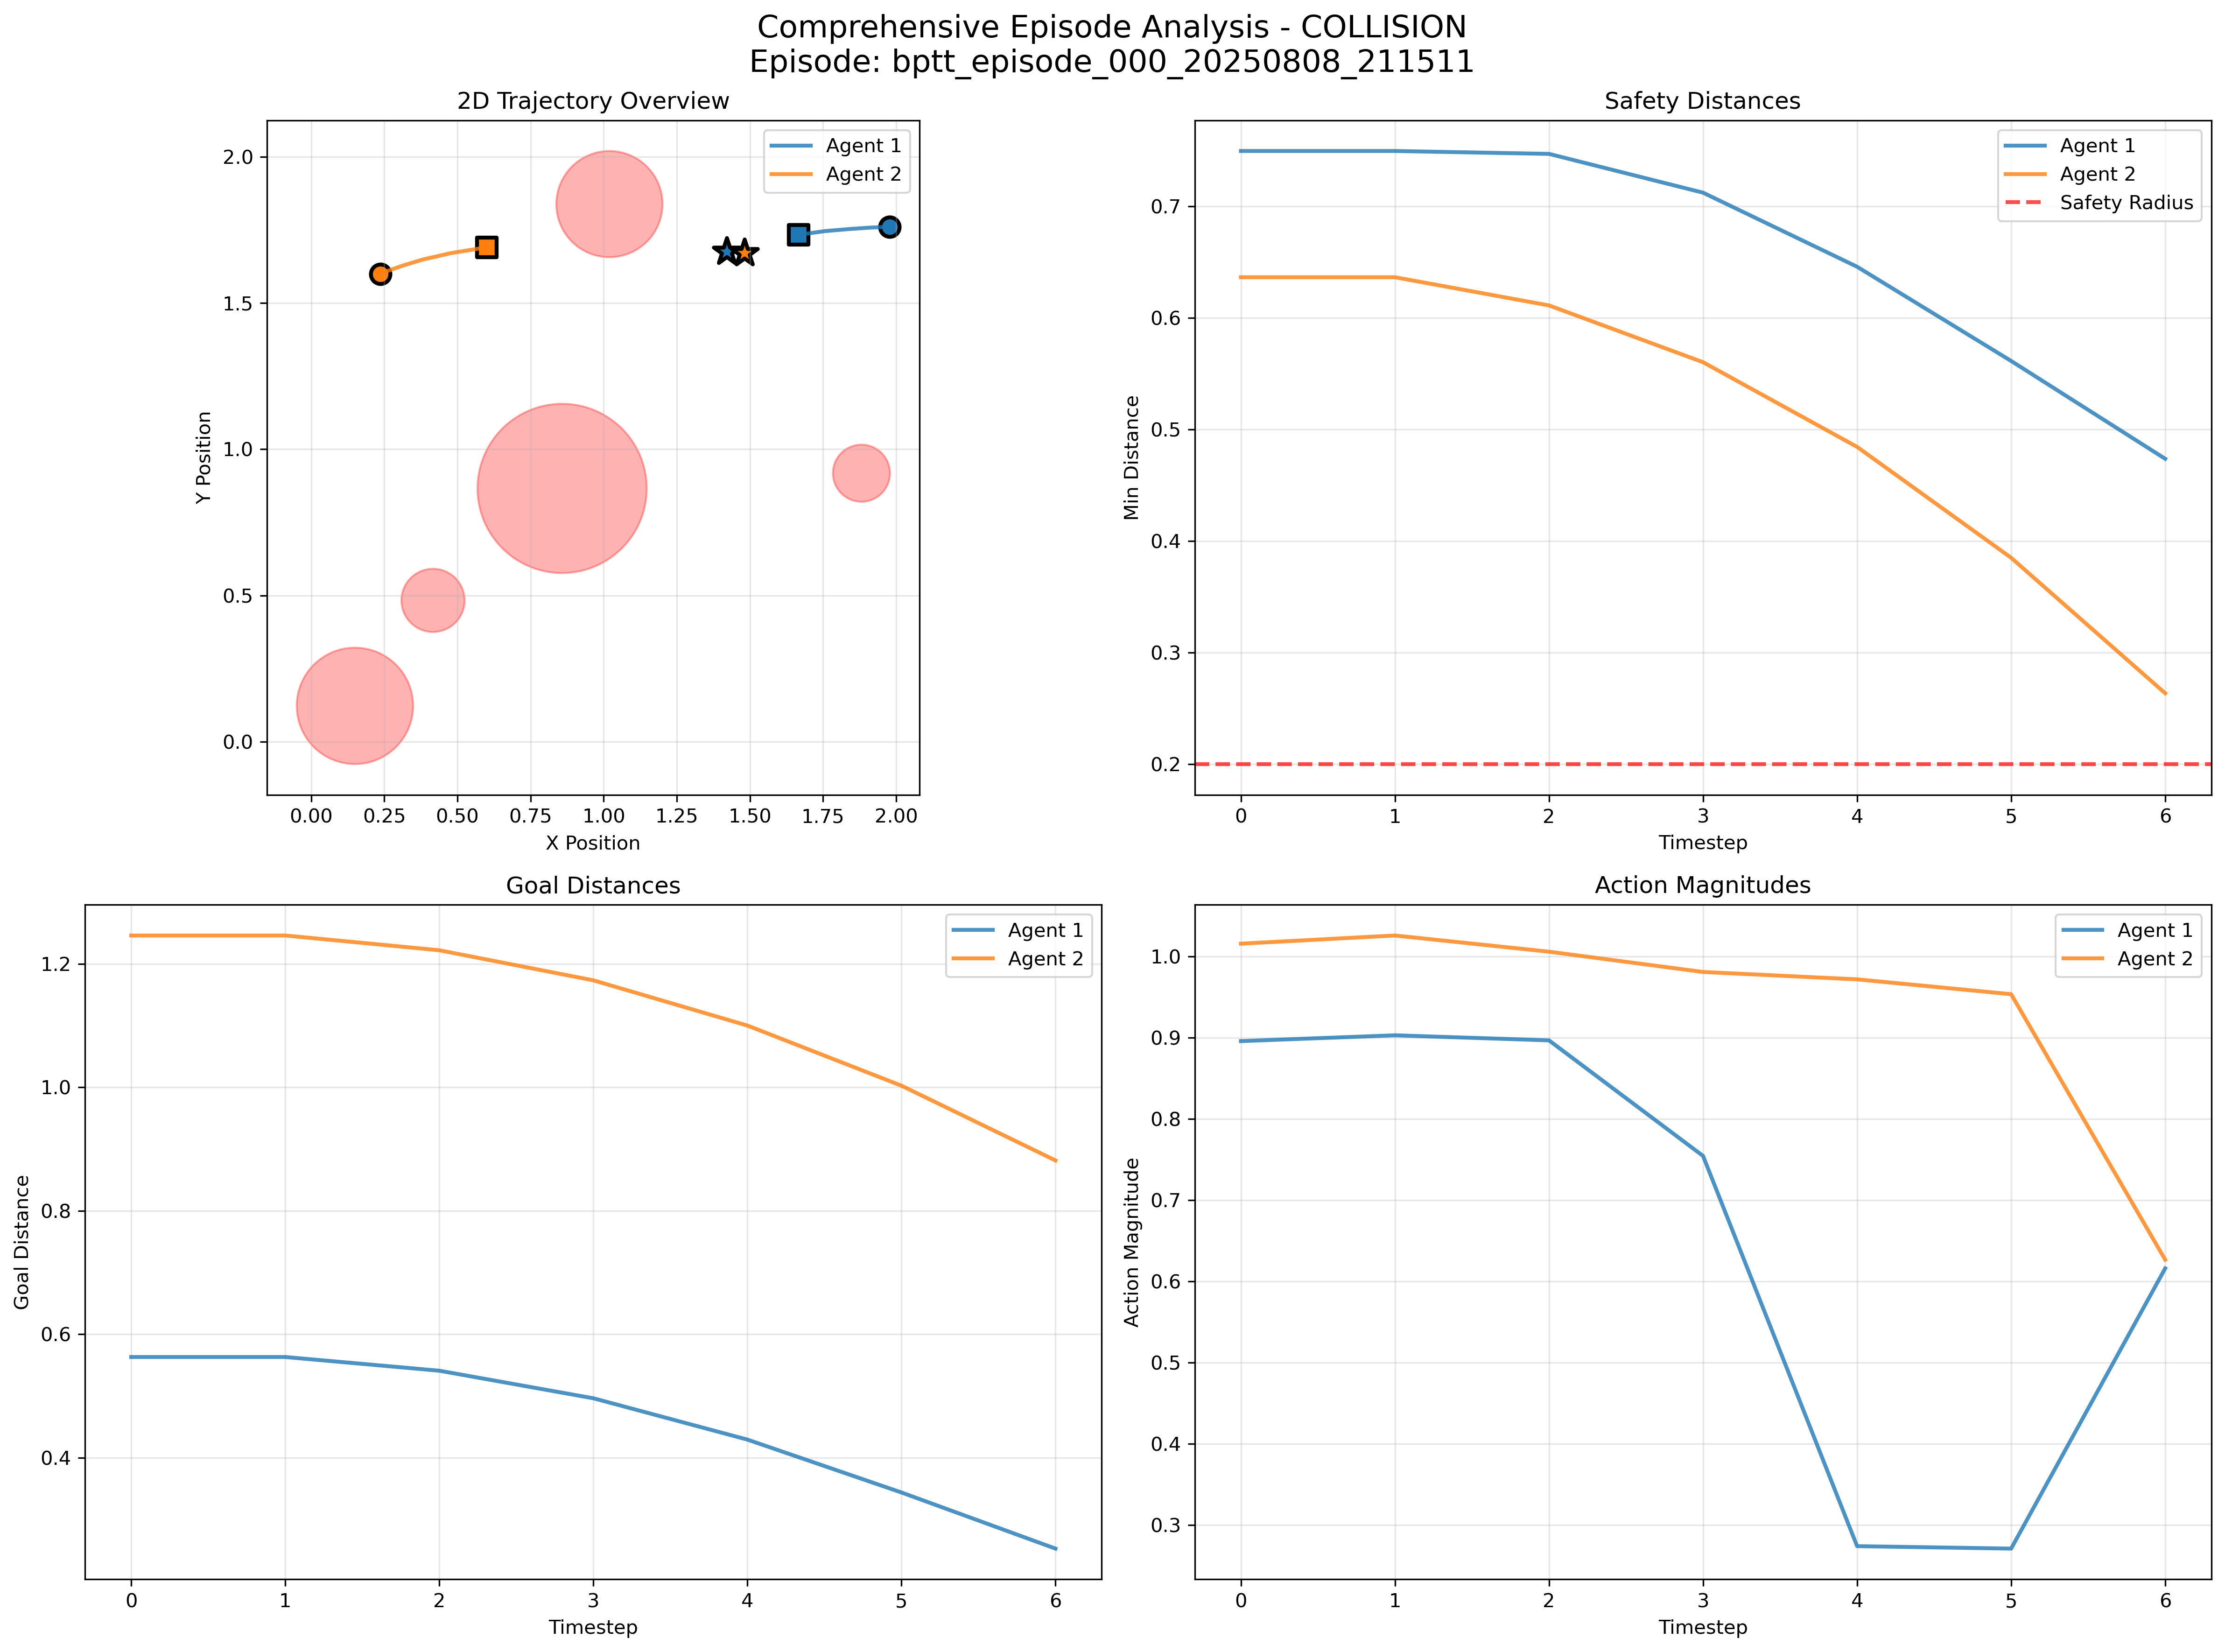 Comprehensive Episode Analysis - COLLISION
Episode: bptt_episode_000_20250808_211511
2D Trajectory Overview
Agent 1
Agent 2
2.0
1.5
1.0
0.5
0.0
Y Position
0.00 0.25 0.50 0.75 1.00 1.25 1.50 1.75 2.00
X Position
Safety Distances
Agent 1
Agent 2
Safety Radius
0.7
0.6
0.5
0.4
0.3
0.2
Min Distance
0 1 2 3 4 5 6
Timestep
Goal Distances
Agent 1
Agent 2
1.2
1.0
0.8
0.6
0.4
Goal Distance
0 1 2 3 4 5 6
Timestep
Action Magnitudes
Agent 1
Agent 2
1.0
0.9
0.8
0.7
0.6
0.5
0.4
0.3
Action Magnitude
0 1 2 3 4 5 6
Timestep